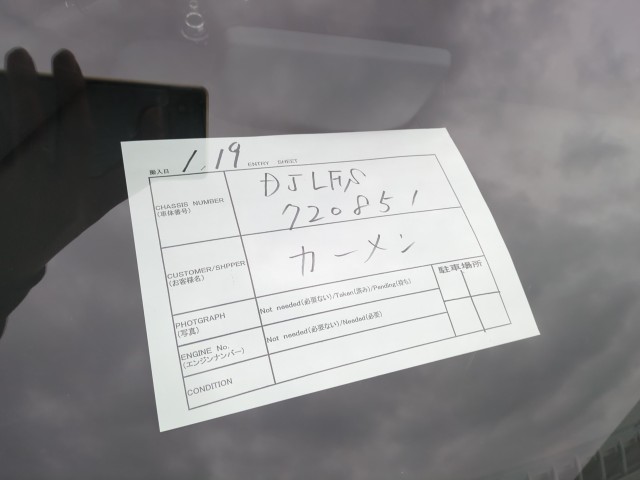 搬入日 1.19 ENTRY SHEET
CHASSIS NUMBER
(車体番号)
DJLFS
720851
CUSTOMER/SHPPER
(お客様名)
カーメン
PHOTGRAPH
(写真)
Not needed(必要ない)/Taken(済み)/Pending(待ち)
駐車場所
ENGINE No.
(エンジンナンバー)
Not needed(必要ない)/Needed(必要)
CONDITION